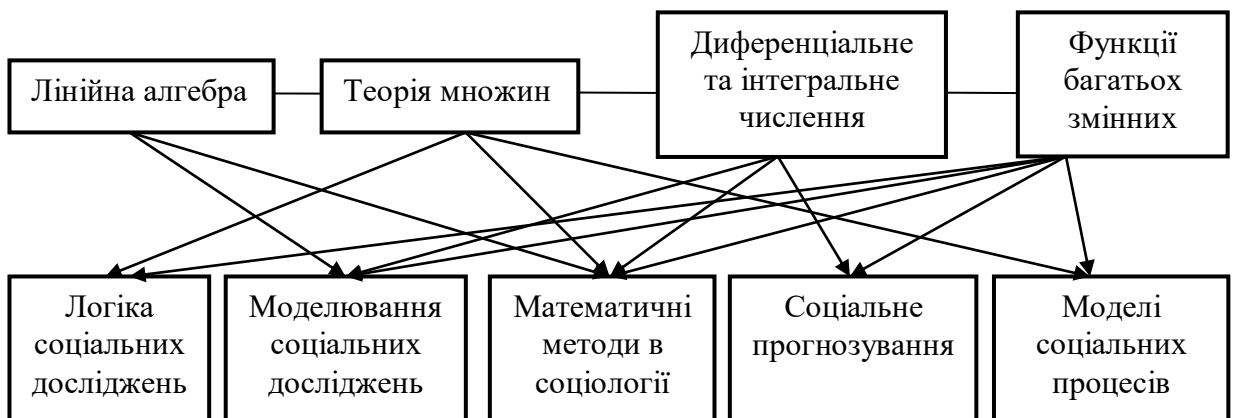 Лінійна алгебра
Теорія множин
Диференціальне
та інтегральне
числення
Функції
багатьох
змінних
Логіка
соціальних
досліджень
Моделювання
соціальних
досліджень
Математичні
методи в
соціології
Соціальне
прогнозування
Моделі
соціальних
процесів